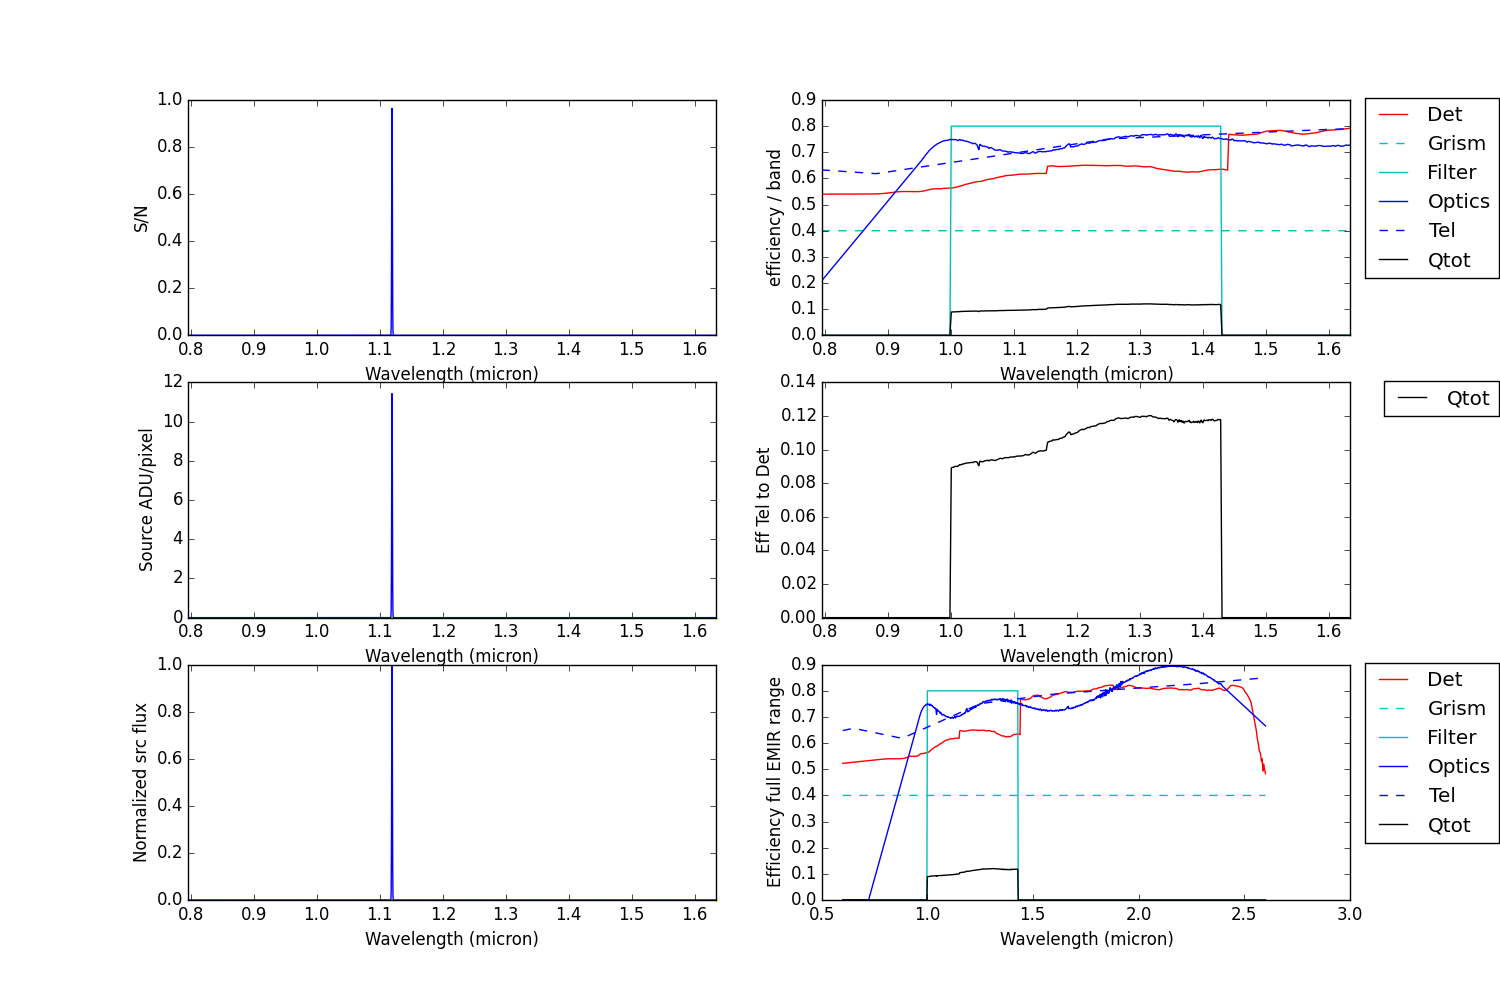 1.0
0.8
0.6
0.4
0.2
0.0
S/N
0.8 0.9 1.0 1.1 1.2 1.3 1.4 1.5 1.6
Wavelength (micron)
0.9
0.8
0.7
0.6
0.5
0.4
0.3
0.2
0.1
0.0
efficiency / band
0.8 0.9 1.0 1.1 1.2 1.3 1.4 1.5 1.6
Wavelength (micron)
Det
Grism
Filter
Optics
Tel
Qtot
12
10
8
6
4
2
0
Source ADU/pixel
0.8 0.9 1.0 1.1 1.2 1.3 1.4 1.5 1.6
Wavelength (micron)
0.14
0.12
0.10
0.08
0.06
0.04
0.02
0.00
Eff Tel to Det
0.8 0.9 1.0 1.1 1.2 1.3 1.4 1.5 1.6
Wavelength (micron)
Qtot
1.0
0.8
0.6
0.4
0.2
0.0
Normalized src flux
0.8 0.9 1.0 1.1 1.2 1.3 1.4 1.5 1.6
Wavelength (micron)
0.9
0.8
0.7
0.6
0.5
0.4
0.3
0.2
0.1
0.0
Efficiency full EMIR range
0.5 1.0 1.5 2.0 2.5 3.0
Wavelength (micron)
Det
Grism
Filter
Optics
Tel
Qtot